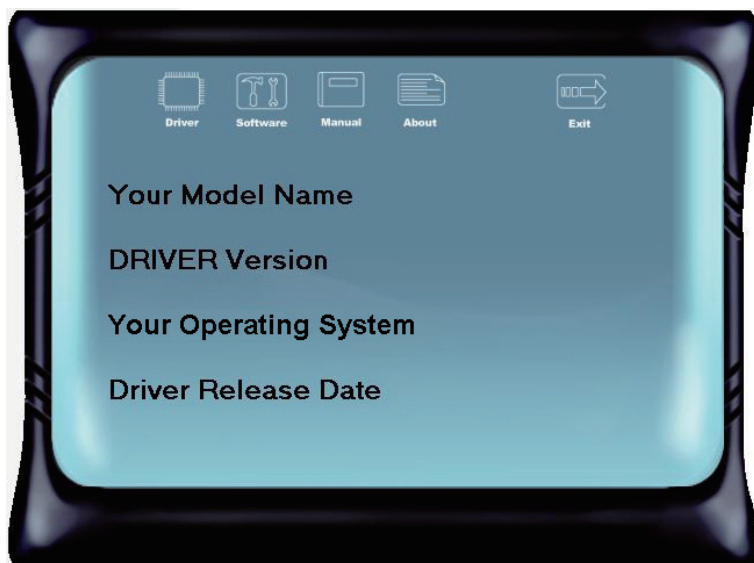 Driver Software Manual About Exit
Your Model Name
DRIVER Version
Your Operating System
Driver Release Date